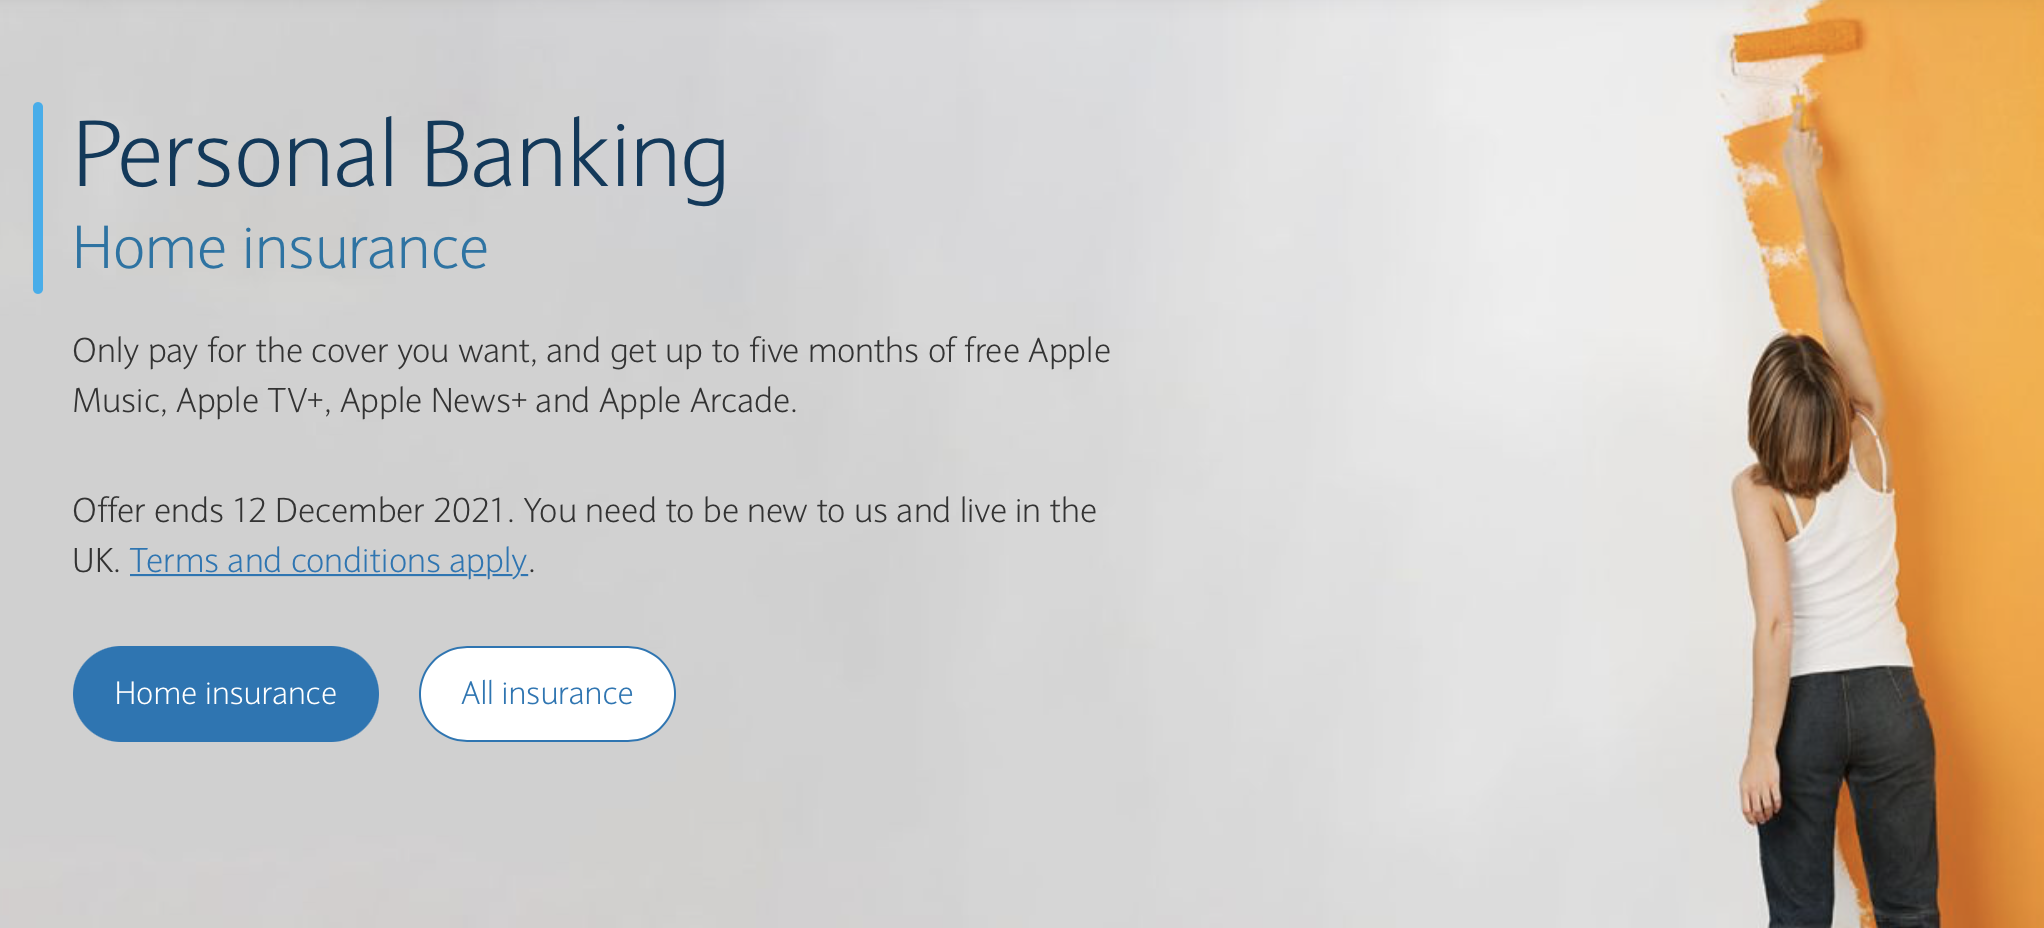 Personal Banking
Home insurance
Only pay for the cover you want, and get up to five months of free Apple
Music, Apple TV+, Apple News+ and Apple Arcade.
Offer ends 12 December 2021. You need to be new to us and live in the
UK. Terms and conditions apply.
Home insurance
All insurance